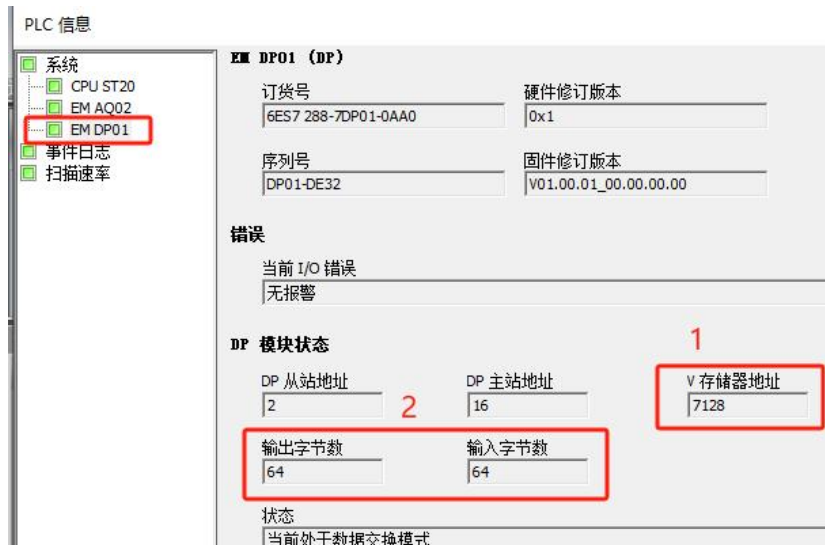 PLC 信息
系统
CPU ST20
EM AQ02
EM DP01
事件日志
扫描速率
EM DP01 (DP)
订货号
硬件修订版本
6ES7 288-7DP01-0AA0
0x1
序列号
固件修订版本
DP01-DE32
V01.00.01_00.00.00.00
错误
当前 I/O 错误
无报警
DP 模块状态
1
DP 从站地址
DP 主站地址
V 存储器地址
2
16
7128
2
输出字节数
输入字节数
64
64
状态
当前处于数据交换模式